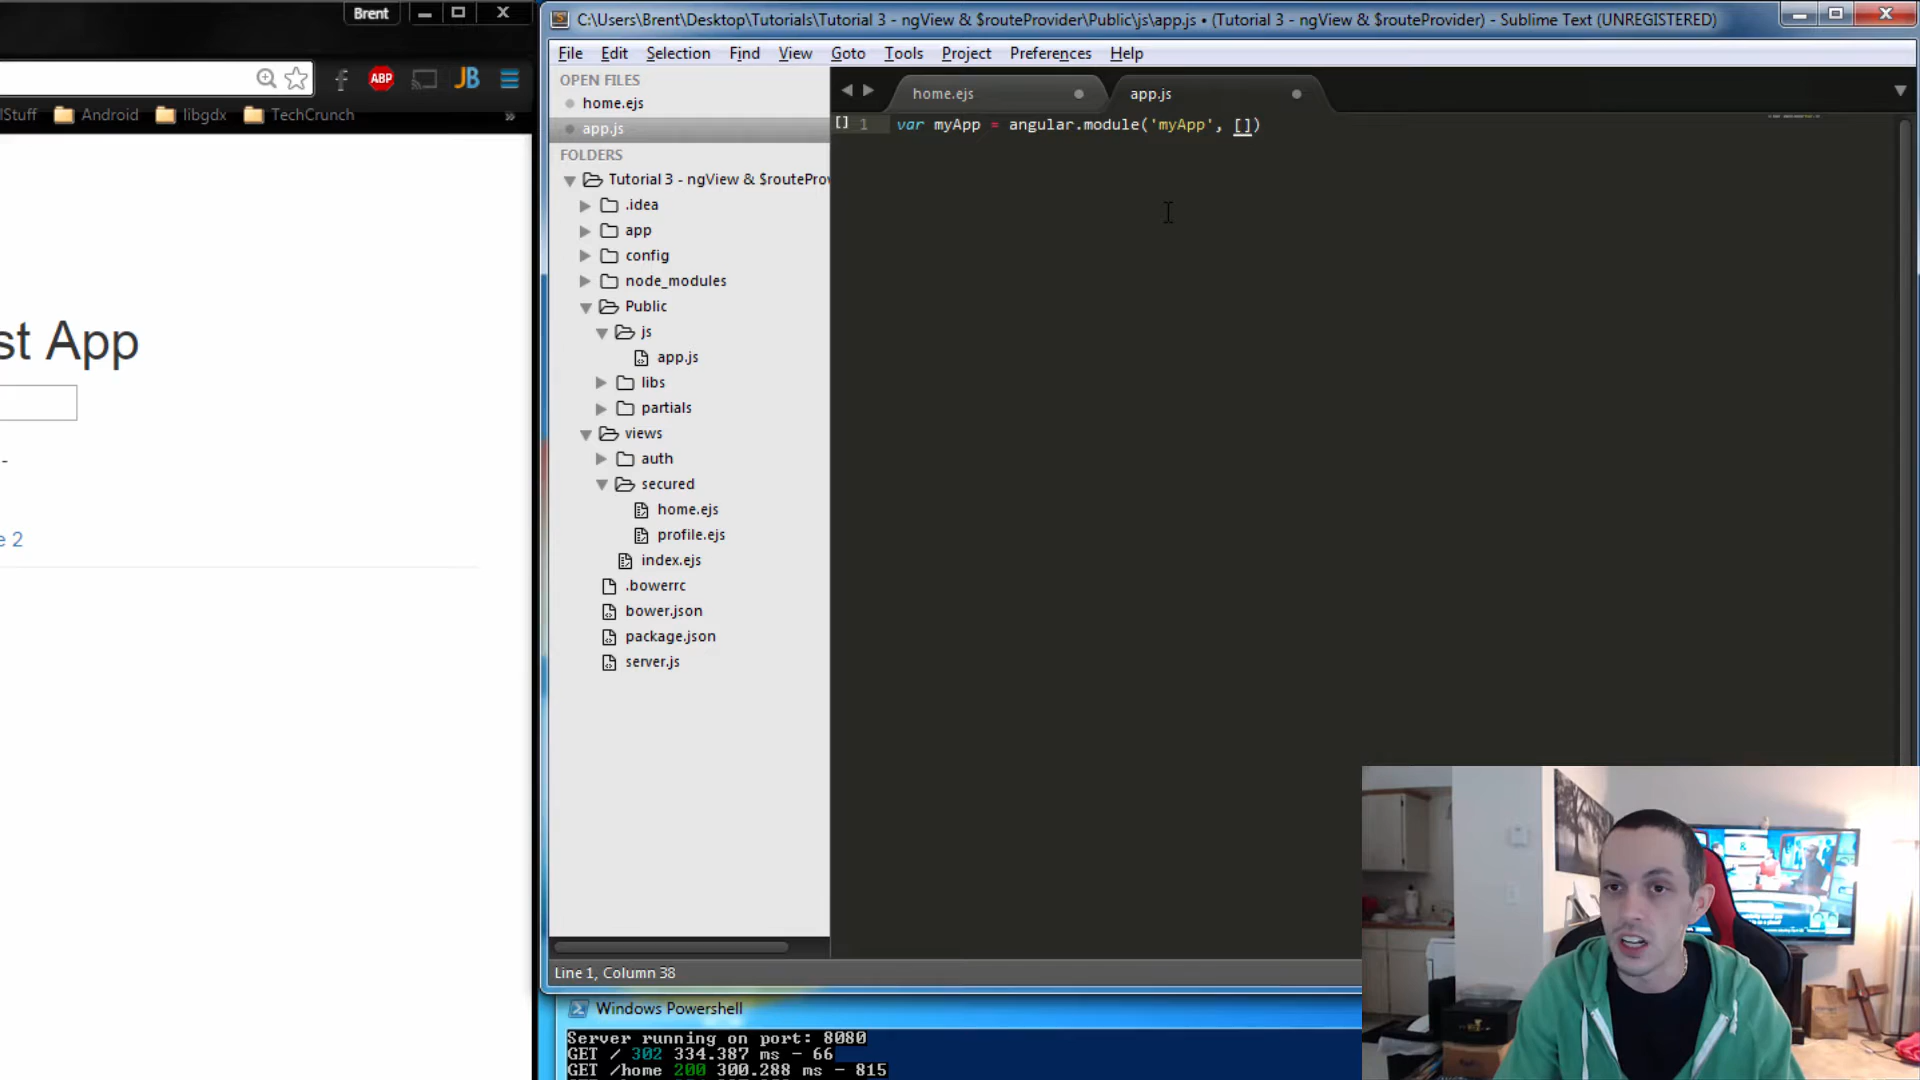 Brent
C:\Users\Brent\Desktop\Tutorials\Tutorial 3 - ngView & $routeProvider\Public\js\app.js • (Tutorial 3 - ngView & $routeProvider) - Sublime Text (UNREGISTERED)
File Edit Selection Find View Goto Tools Project Preferences Help
ABP JB
lStuff Android libgdx TechCrunch »
OPEN FILES
home.ejs
app.js
FOLDERS
Tutorial 3 - ngView & $routePro
.idea
app
config
node_modules
Public
js
app.js
libs
partials
views
auth
secured
home.ejs
profile.ejs
index.ejs
.bowerrc
bower.json
package.json
server.js
home.ejs app.js
[] 1 var myApp = angular.module('myApp', [])
st App
-
e 2
Line 1, Column 38
Windows Powershell
Server running on port: 8080
GET / 302 334.387 ms - 66
GET /home 200 300.288 ms - 815